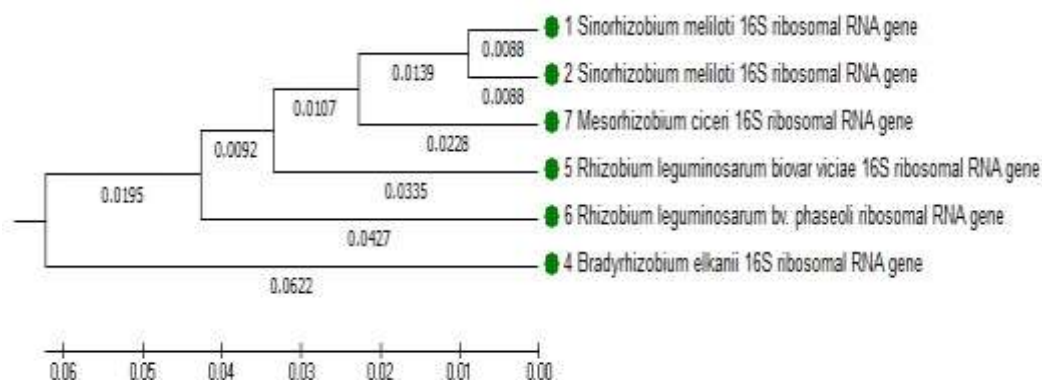 1 Sinorhizobium meliloti 16S ribosomal RNA gene
0.0088
0.0139
2 Sinorhizobium meliloti 16S ribosomal RNA gene
0.0088
0.0107
7 Mesorhizobium ciceri 16S ribosomal RNA gene
0.0228
0.0092
5 Rhizobium leguminosarum biovar viciae 16S ribosomal RNA gene
0.0335
0.0195
6 Rhizobium leguminosarum bv. phaseoli ribosomal RNA gene
0.0427
4 Bradyrhizobium elkanii 16S ribosomal RNA gene
0.0622
0.06 0.05 0.04 0.03 0.02 0.01 0.00